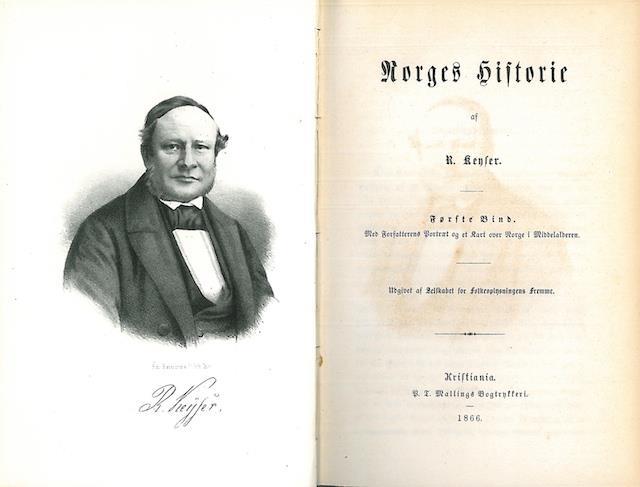 R. Keyser.
Norges Historie
af
R. Keyser.
Første Bind.
Med Forfatterens Portræt og et Kart over Norge i Middelalderen.
Udgivet af Selskabet for Folkeoplysningens Fremme.
Kristiania.
P. T. Mallings Bogtrykkeri.
1866.